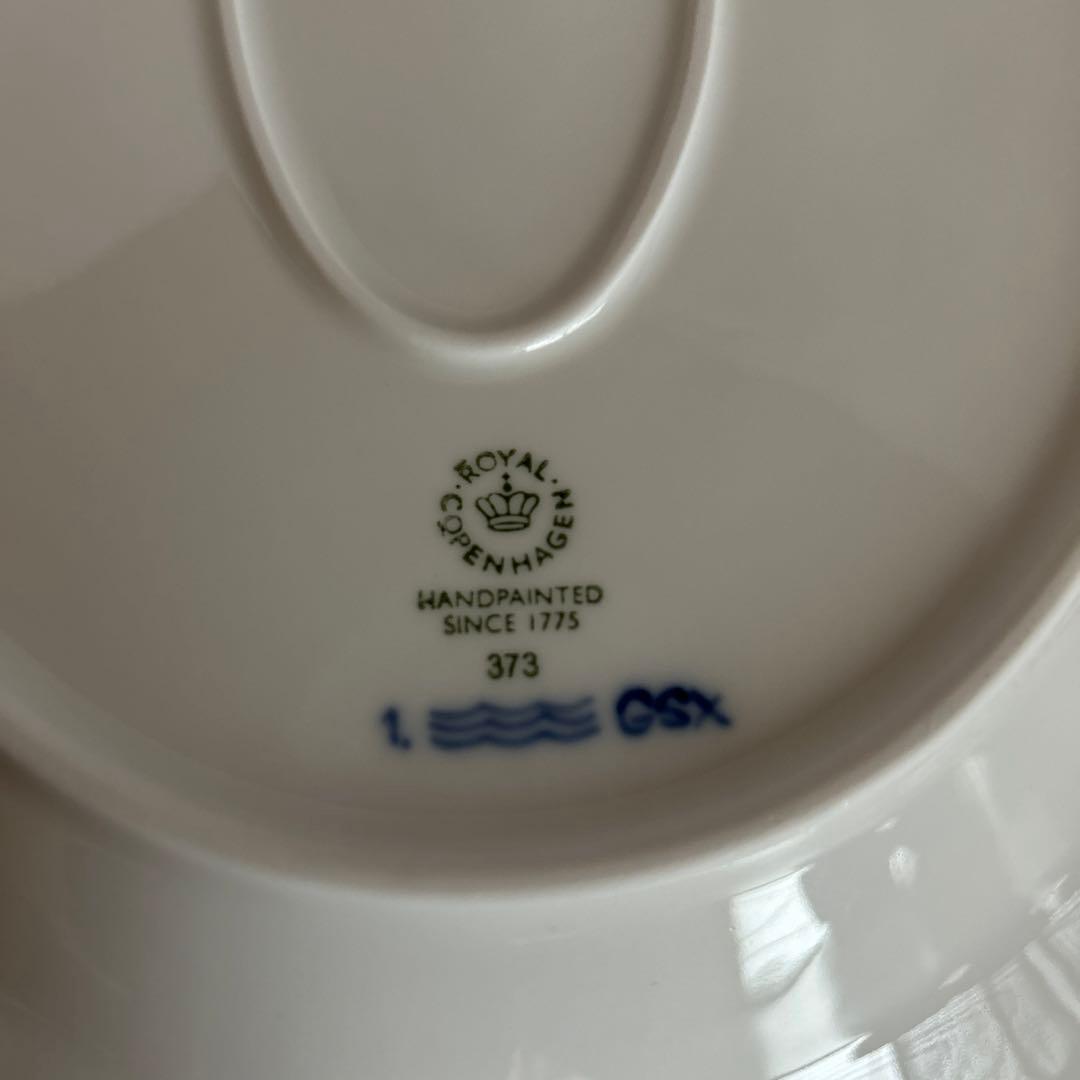 ROYAL
COPENHAGEN
HANDPAINTED
SINCE 1775
373
1. GSX